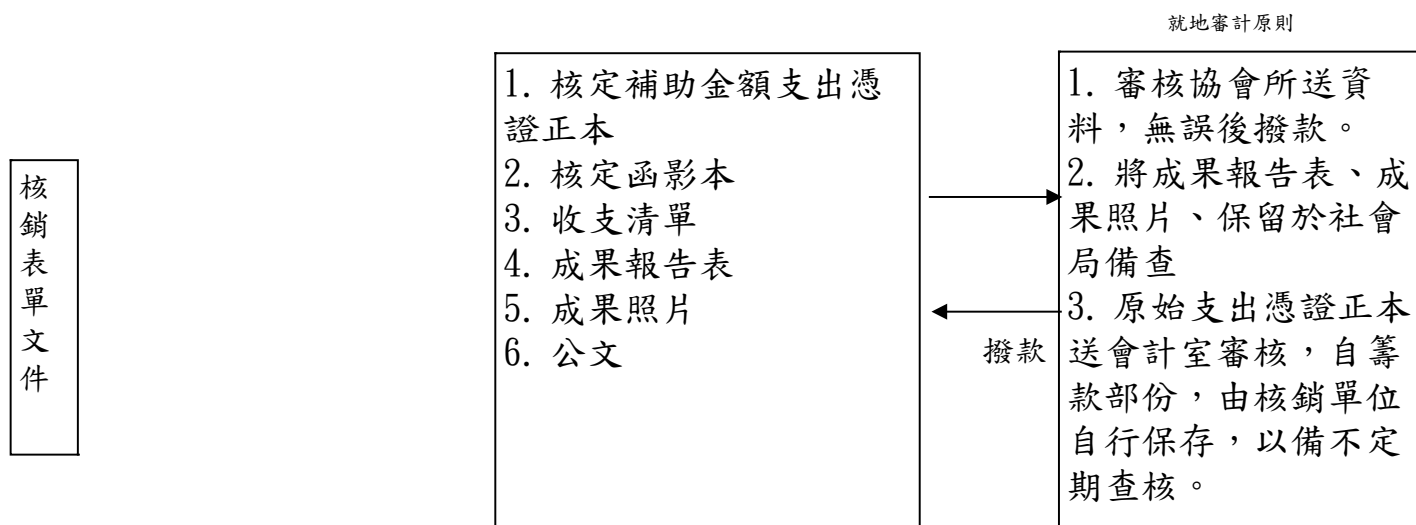 就地審計原則
核
銷
表
單
文
件
1. 核定補助金額支出憑
證正本
2. 核定函影本
3. 收支清單
4. 成果報告表
5. 成果照片
6. 公文
撥款
1. 審核協會所送資
料，無誤後撥款。
2. 將成果報告表、成
果照片、保留於社會
局備查
3. 原始支出憑證正本
送會計室審核，自籌
款部份，由核銷單位
自行保存，以備不定
期查核。